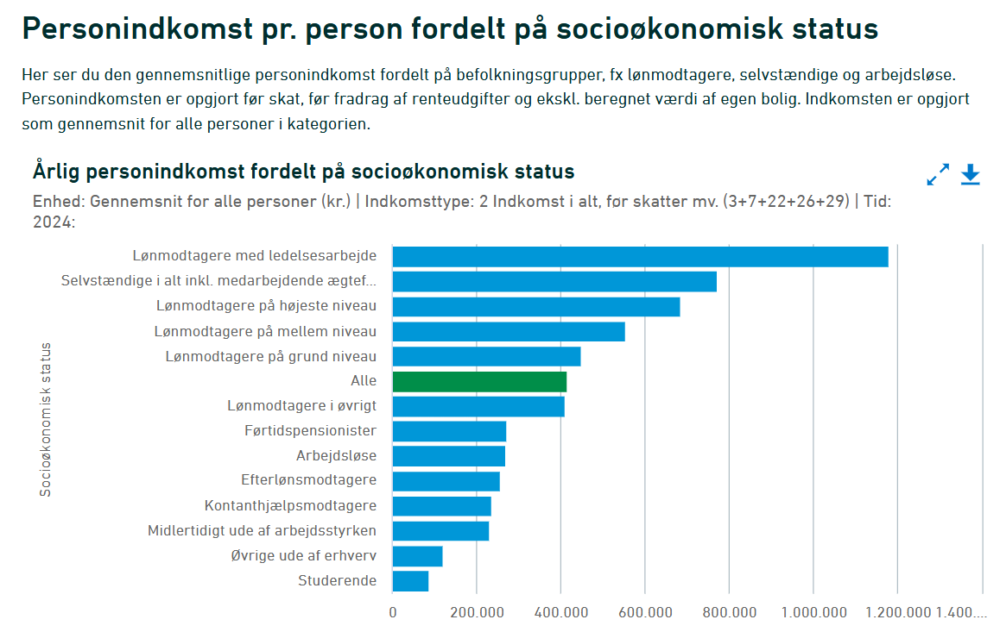 Personindkomst pr. person fordelt på socioøkonomisk status
Her ser du den gennemsnitlige personindkomst fordelt på befolkningsgrupper, fx lønmodtagere, selvstændige og arbejdsløse.
Personindkomsten er opgjort før skat, før fradrag af renteudgifter og ekskl. beregnet værdi af egen bolig. Indkomsten er opgjort
som gennemsnit for alle personer i kategorien.
Årlig personindkomst fordelt på socioøkonomisk status
Enhed: Gennemsnit for alle personer (kr.) | Indkomsttype: 2 Indkomst i alt, før skatter mv. (3+7+22+26+29) | Tid:
2024:
Socioøkonomisk status
Lønmodtagere med ledelsesarbejde
Selvstændige i alt inkl. medarbejdende ægtef...
Lønmodtagere på højeste niveau
Lønmodtagere på mellem niveau
Lønmodtagere på grund niveau
Alle
Lønmodtagere i øvrigt
Førtidspensionister
Arbejdsløse
Efterlønsmodtagere
Kontanthjælpsmodtagere
Midlertidigt ude af arbejdsstyrken
Øvrige ude af erhverv
Studerende
0 200.000 400.000 600.000 800.000 1.000.000 1.200.000 1.400....